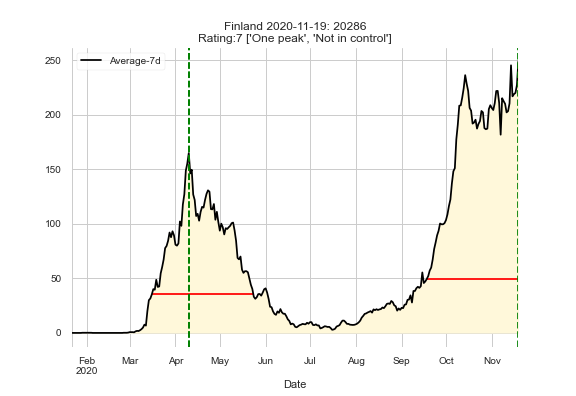 Finland 2020-11-19: 20286
Rating:7 ['One peak', 'Not in control']
Average-7d
250
200
150
100
50
0
Feb
2020
Mar
Apr
May
Jun
Jul
Aug
Sep
Oct
Nov
Date